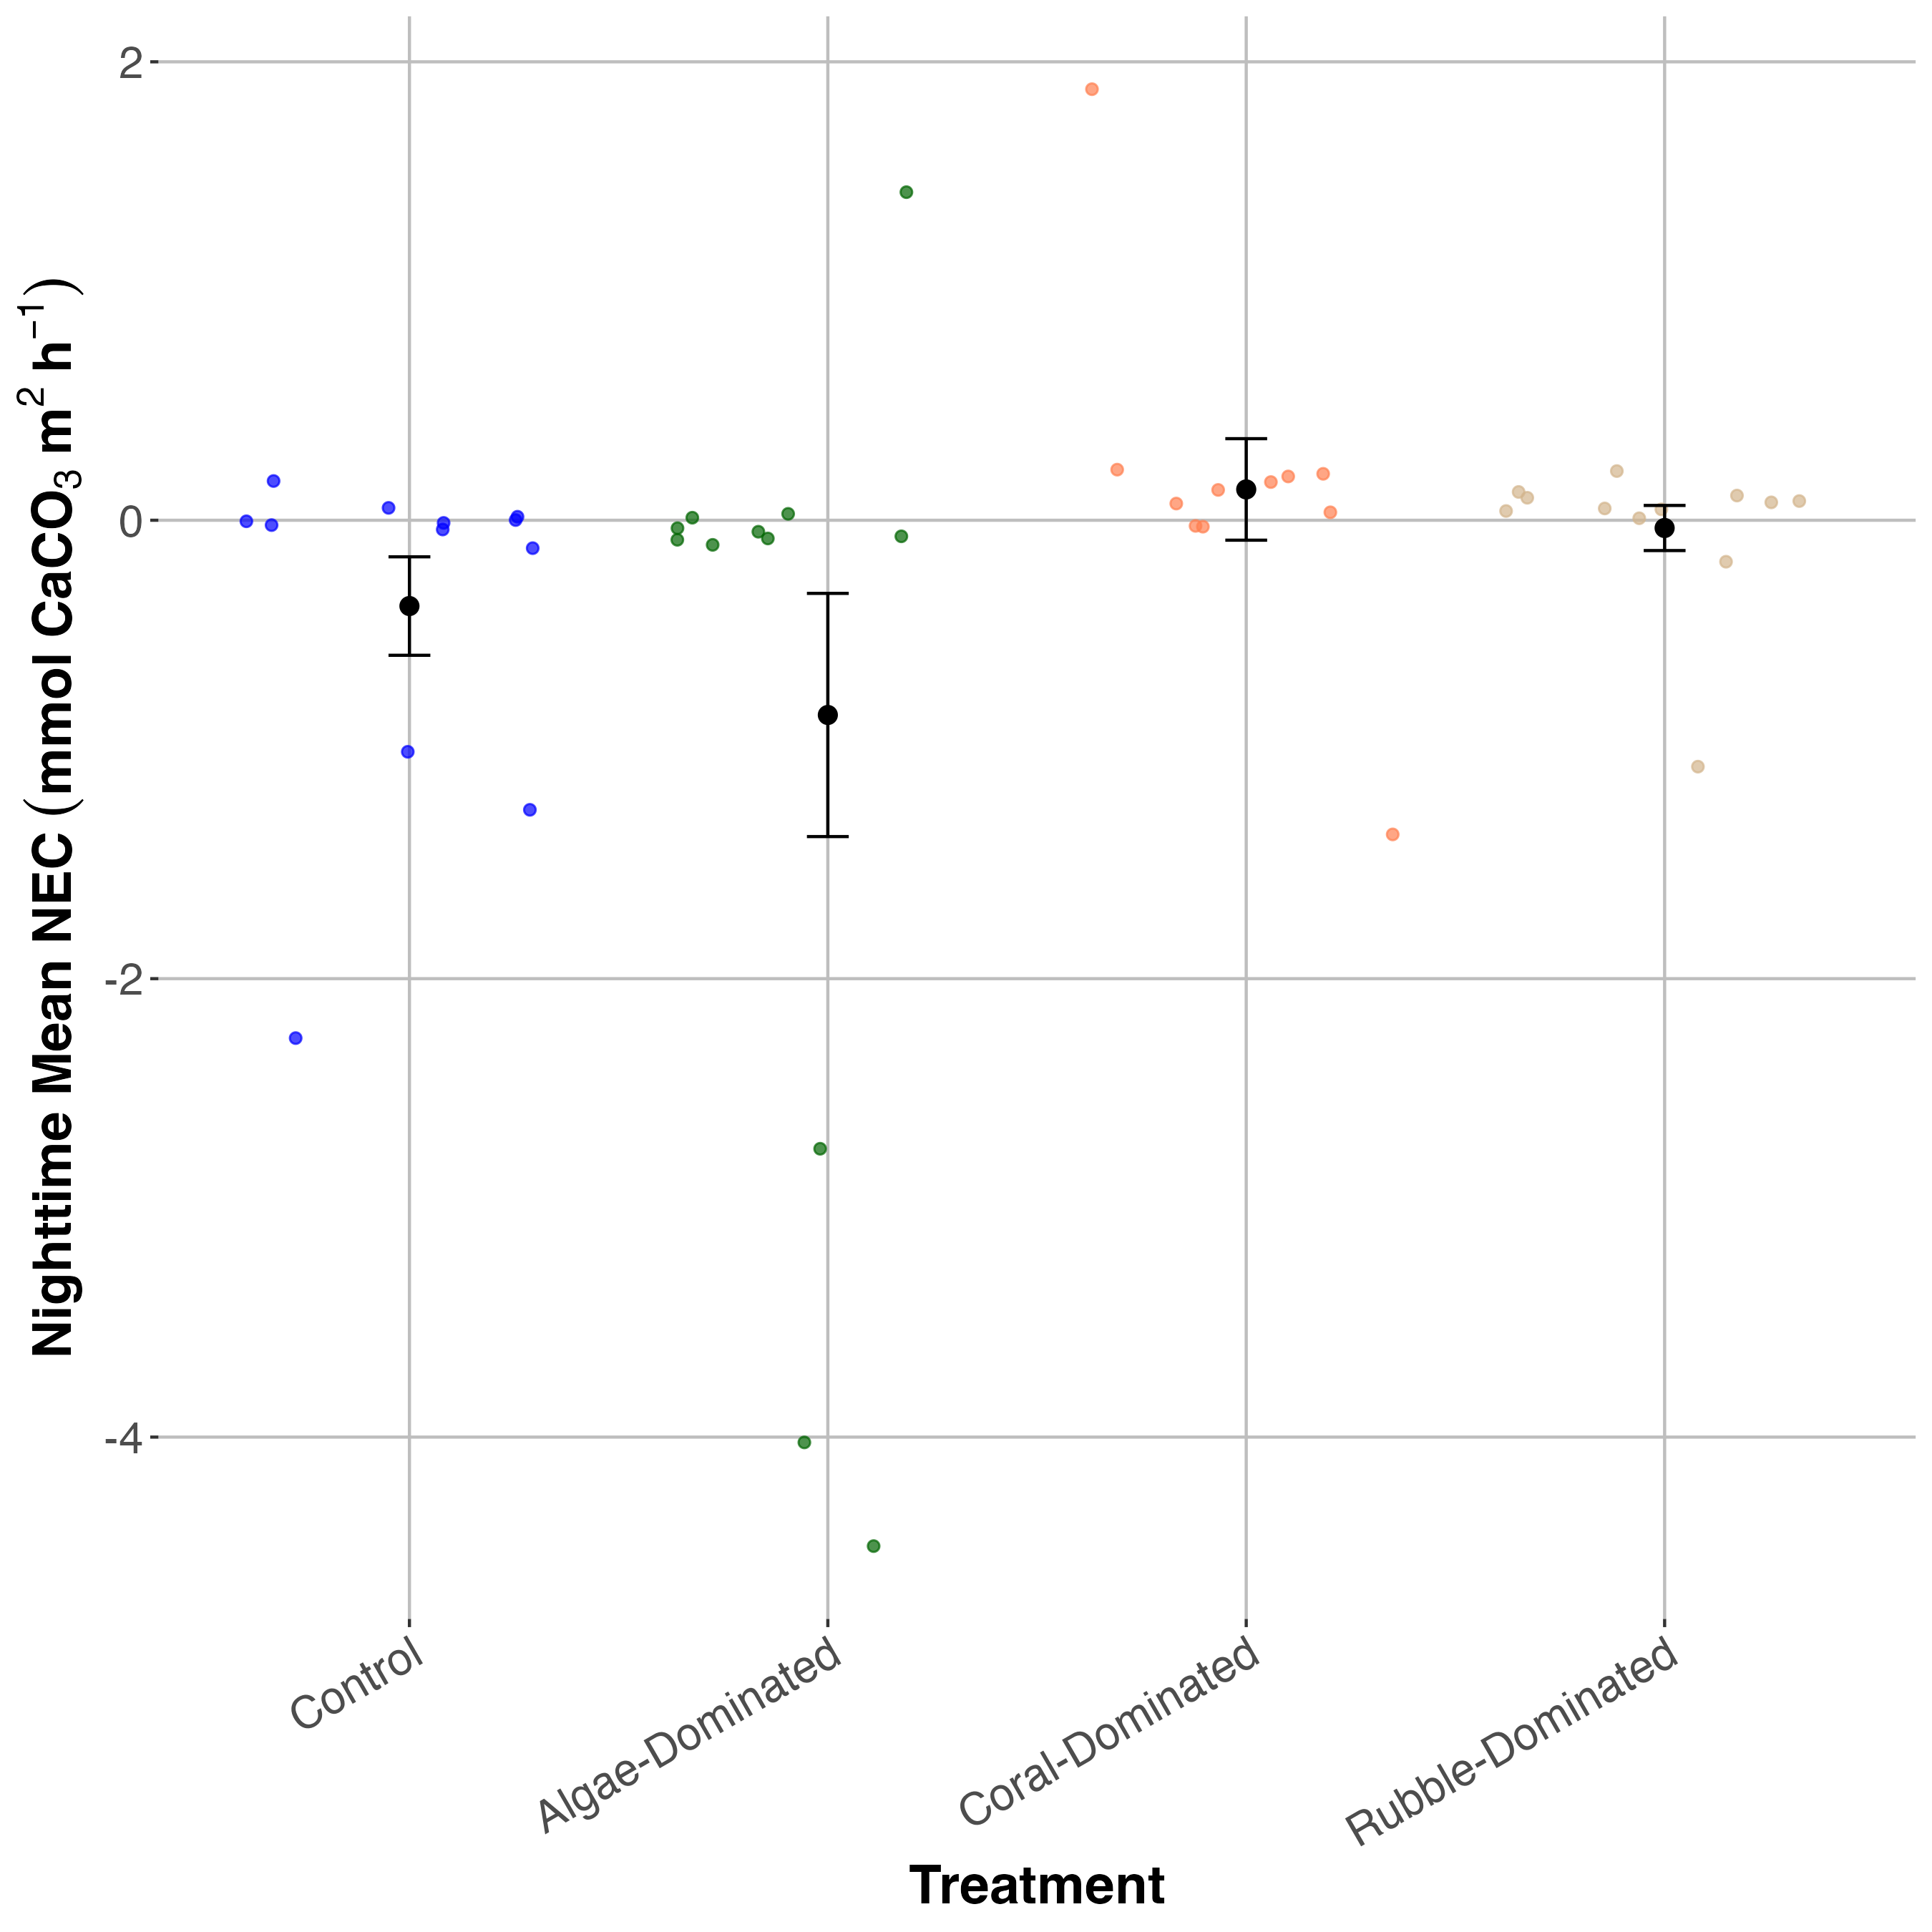 Nighttime Mean NEC (mmol CaCO₃ m² h⁻¹)
2
0
-2
-4
Control
Algae-Dominated
Coral-Dominated
Rubble-Dominated
Treatment